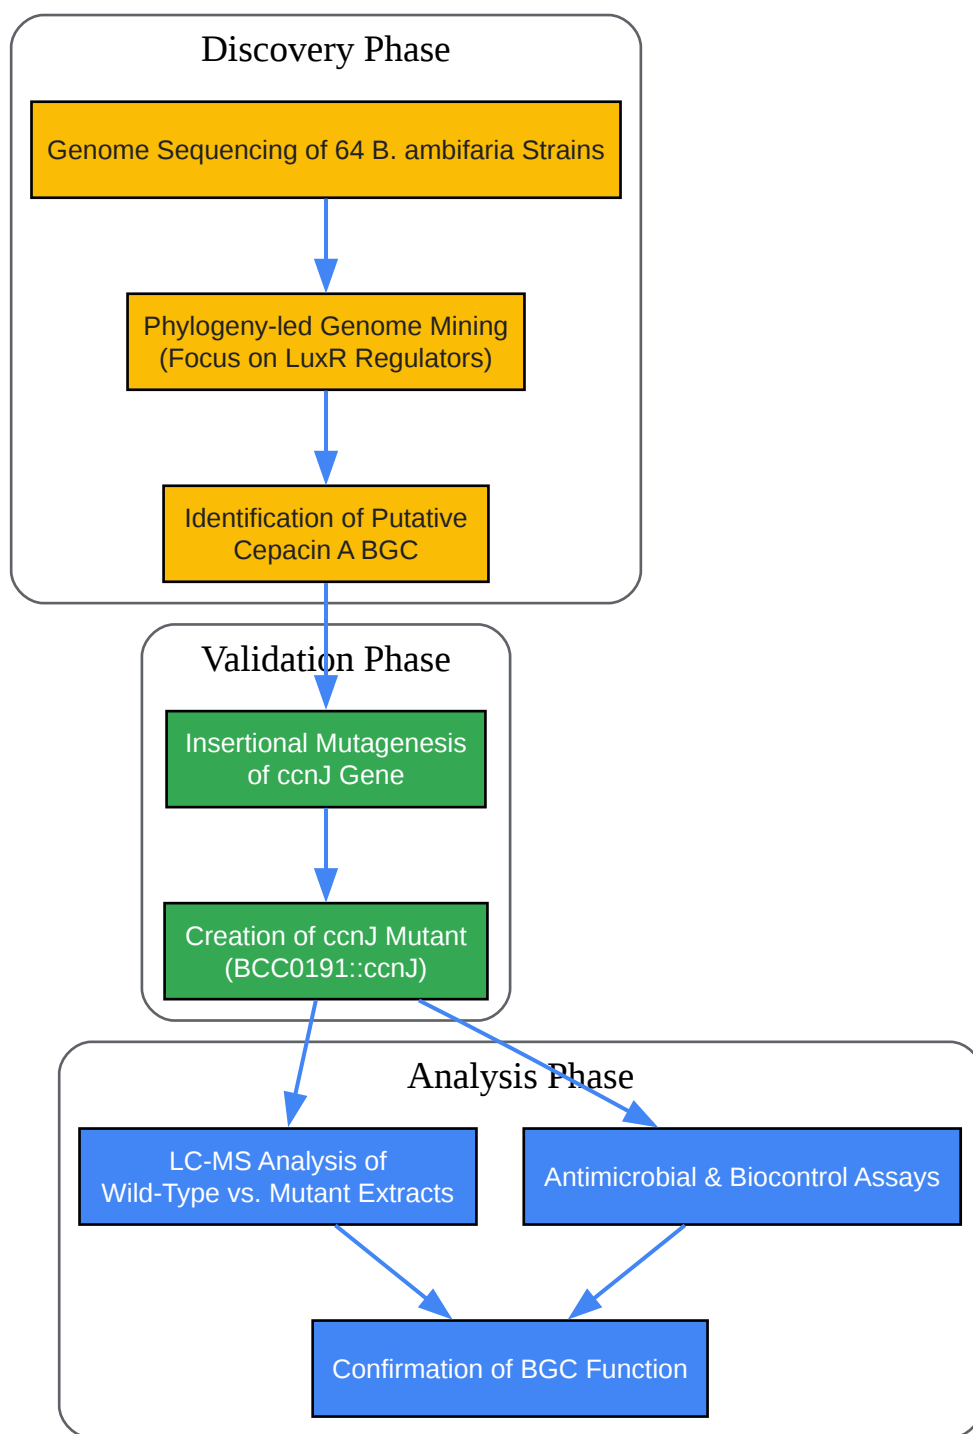 Discovery Phase
Genome Sequencing of 64 B. ambifaria Strains
Phylogeny-led Genome Mining
(Focus on LuxR Regulators)
Identification of Putative
Cepacin A BGC
Validation Phase
Insertional Mutagenesis
of ccnJ Gene
Creation of ccnJ Mutant
(BCC0191::ccnJ)
Analysis Phase
LC-MS Analysis of
Wild-Type vs. Mutant Extracts
Antimicrobial & Biocontrol Assays
Confirmation of BGC Function